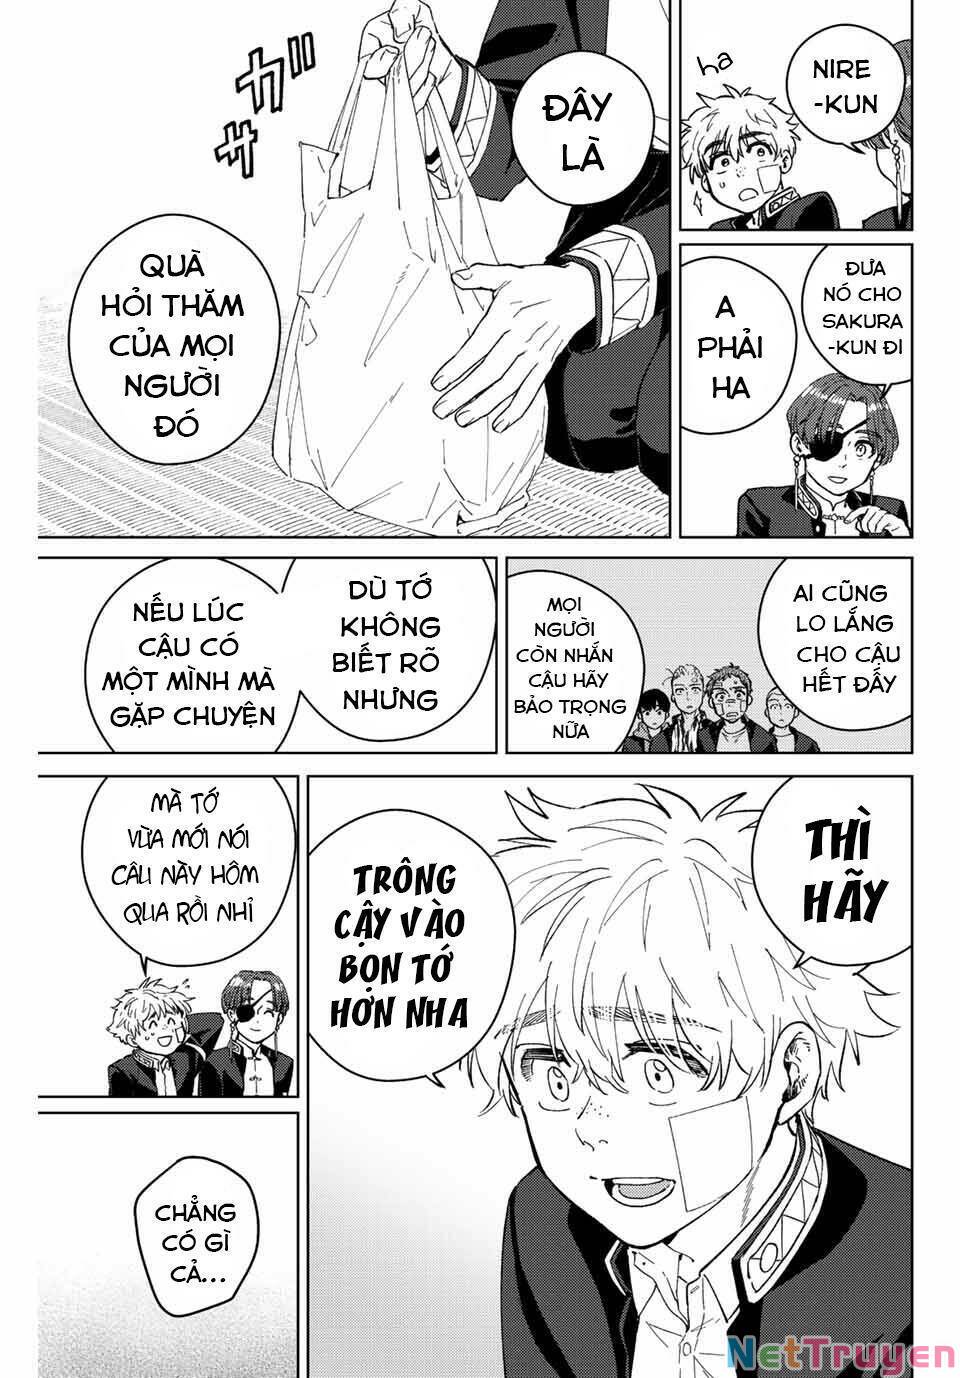 NIRE
-KUN
ha
ĐƯA
NÓ CHO
SAKURA
-KUN ĐI
A
PHẢI
HA
ĐÂY
LÀ
ガガ
サ
QUÀ
HỎI THĂM
CỦA MỌI
NGƯỜI
ĐÓ
AI CŨNG
LO LẮNG
CHO CẬU
HẾT ĐẤY
MỌI
NGƯỜI
CÒN NHẮN
CẬU HÃY
BẢO TRỌNG
NỮA
DÙ TỚ
KHÔNG
BIẾT RÕ
NHƯNG
NẾU LÚC
CẬU CÓ
MỘT MÌNH MÀ
GẶP CHUYỆN
THÌ
HÃY
TRÔNG
CẬY VÀO
BỌN TỚ
HƠN NHA
MÀ TỚ
VỪA MỚI NÓI
CÂU NÀY HÔM
QUA RỒI NHỈ
CHẲNG
CÓ GÌ
CẢ...
NetTruyen